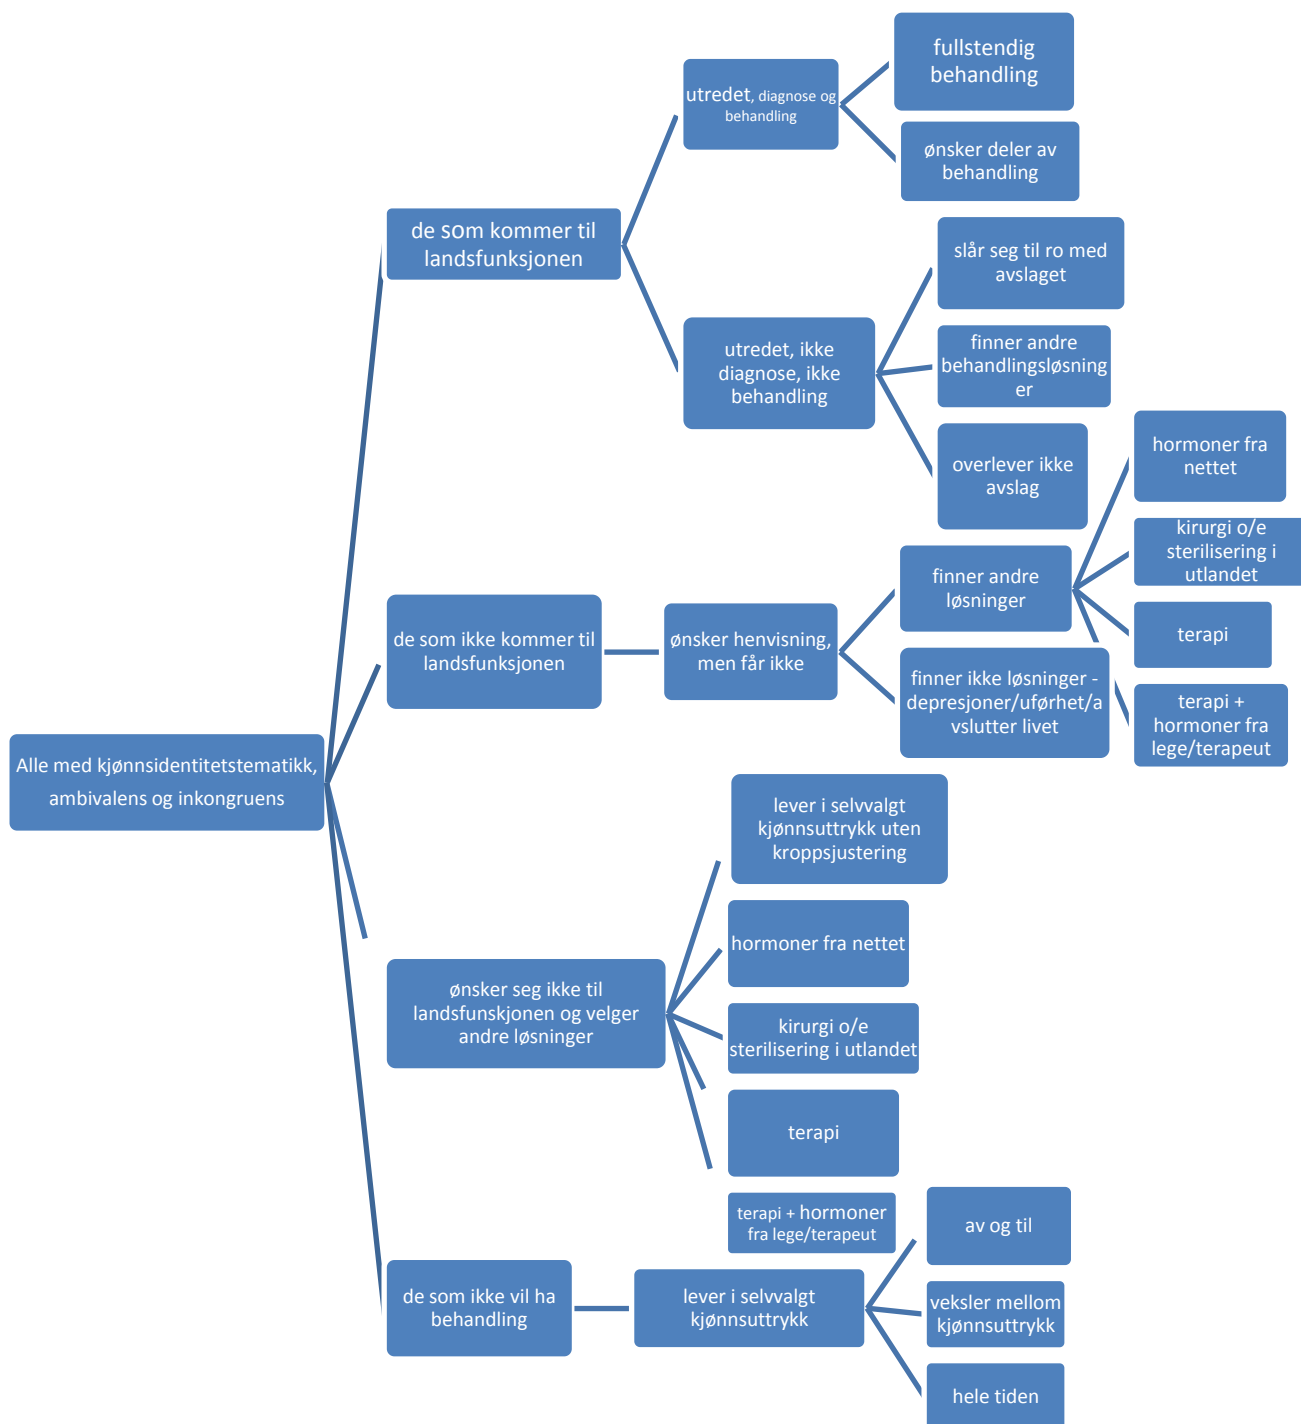 fullstendig
behandling
utredet, diagnose og
behandling
ønsker deler av
behandling
de som kommer til
landsfunksjonen
slår seg til ro med
avslaget
utredet, ikke
diagnose, ikke
behandling
finner andre
behandlingsløsning
er
overlever ikke
avslag
hormoner fra
nettet
kirurgi o/e
sterilisering i
utlandet
finner andre
løsninger
de som ikke kommer til
landsfunksjonen
ønsker henvisning,
men får ikke
terapi
finner ikke løsninger -
depresjoner/uførhet/a
vslutter livet
terapi +
hormoner fra
lege/terapeut
Alle med kjønnsidentitetstematikk,
ambivalens og inkongruens
lever i selvvalgt
kjønnsuttrykk uten
kroppsjustering
hormoner fra nettet
ønsker seg ikke til
landsfunskjonen og velger
andre løsninger
kirurgi o/e
sterilisering i utlandet
terapi
terapi + hormoner
fra lege/terapeut
av og til
de som ikke vil ha
behandling
lever i selvvalgt
kjønnsuttrykk
veksler mellom
kjønnsuttrykk
hele tiden